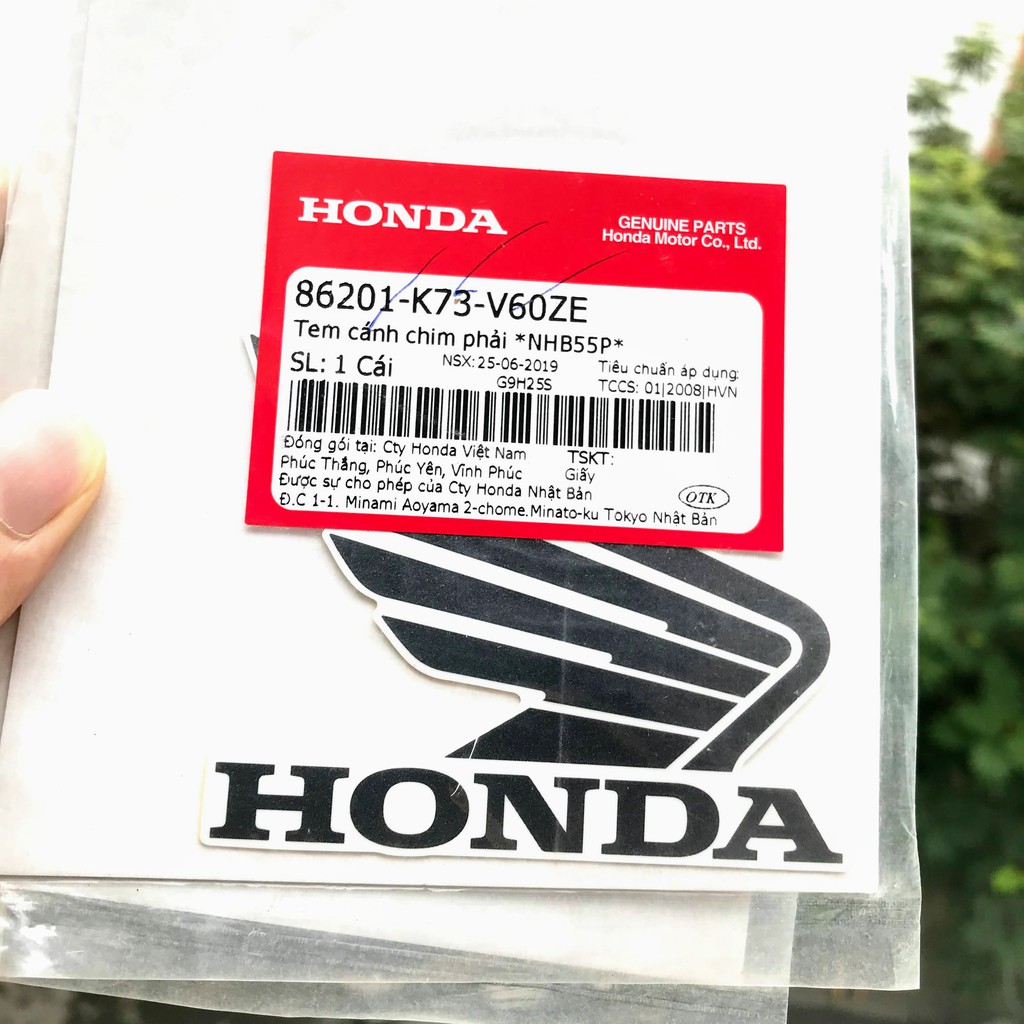 HONDA
GENUINE PARTS
Honda Motor Co., Ltd.
86201-K73-V60ZE
Tem cánh chim phải *NHB55P*
SL: 1 Cái
NSX: 25-06-2019
G9H25S
Tiêu chuẩn áp dụng:
TCCS: 01|2008|HVN
Đóng gói tại: Cty Honda Việt Nam
Phúc Thắng, Phúc Yên, Vĩnh Phúc
TSKT:
Giấy
Được sự cho phép của Cty Honda Nhật Bản
Đ.C 1-1. Minami Aoyama 2-chome.Minato-ku Tokyo Nhật Bản
OTK
HONDA